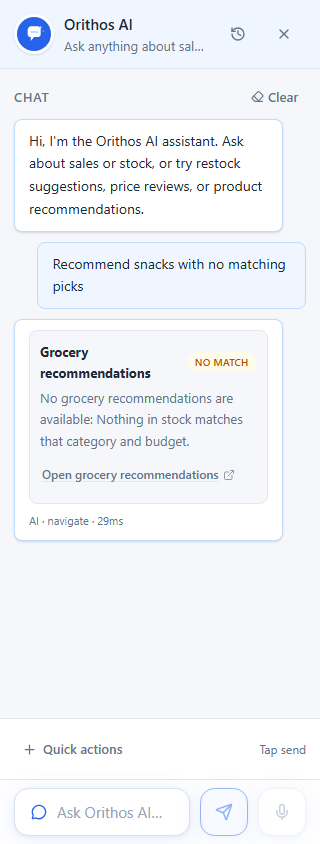 Orithos AI
Ask anything about sal...
CHAT
Clear
Hi, I'm the Orithos AI assistant. Ask
about sales or stock, or try restock
suggestions, price reviews, or product
recommendations.
Recommend snacks with no matching
picks
Grocery
recommendations
NO MATCH
No grocery recommendations are
available: Nothing in stock matches
that category and budget.
Open grocery recommendations
AI · navigate · 29ms
Quick actions
Tap send
Ask Orithos AI...